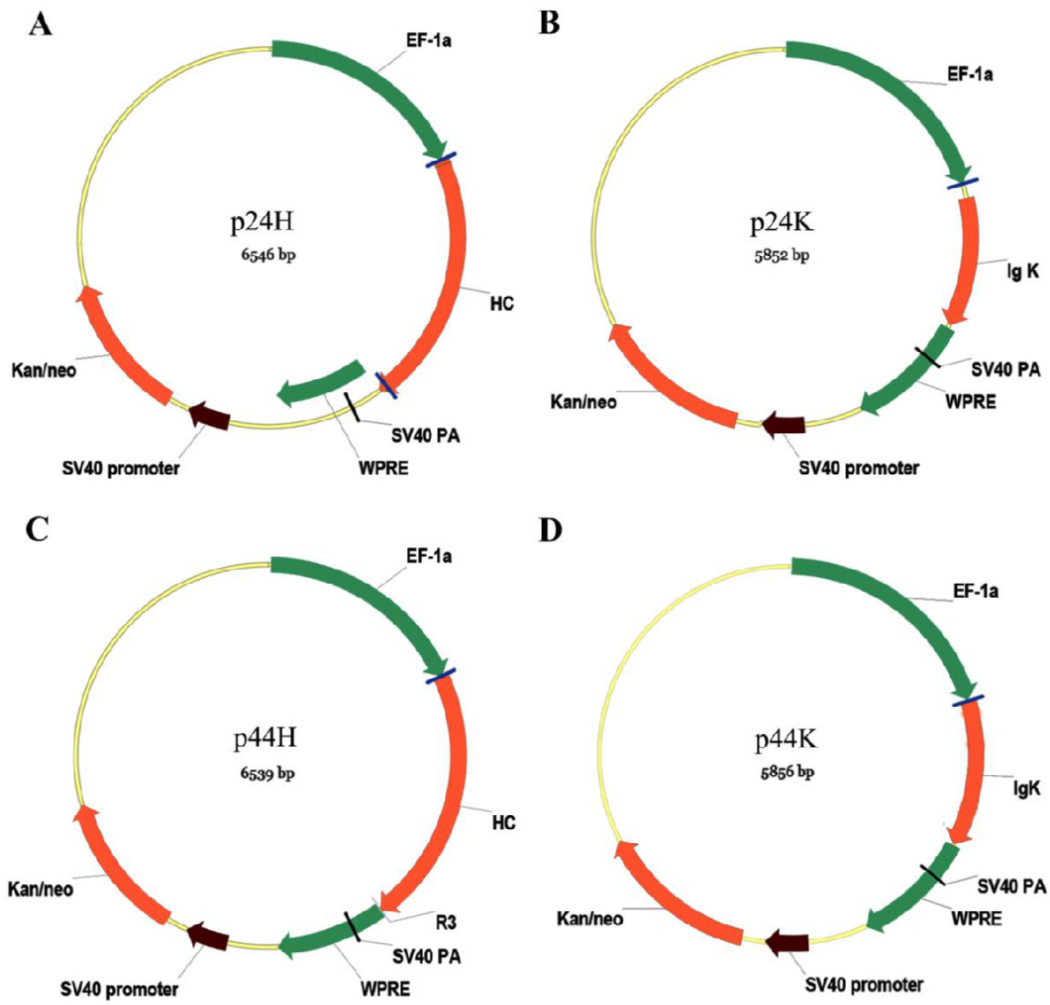 A
EF-1a
p24H
6546 bp
HC
Kan/neo
SV40 PA
SV40 promoter
WPRE
B
EF-1a
p24K
5852 bp
Ig K
SV40 PA
Kan/neo
WPRE
SV40 promoter
C
EF-1a
p44H
6539 bp
HC
Kan/neo
R3
SV40 PA
SV40 promoter
WPRE
D
EF-1a
p44K
5856 bp
IgK
SV40 PA
Kan/neo
WPRE
SV40 promoter